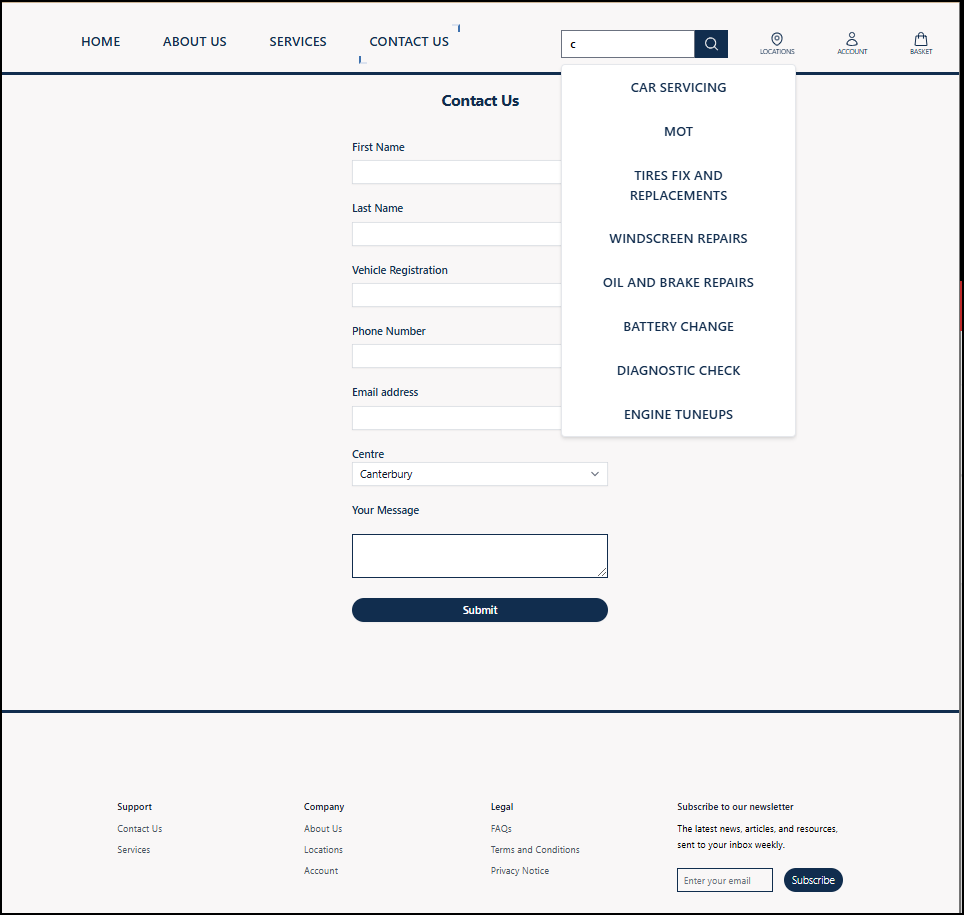 HOME
ABOUT US
SERVICES
CONTACT US
c
LOCATIONS
ACCOUNT
BASKET
CAR SERVICING
MOT
TIRES FIX AND
REPLACEMENTS
WINDSCREEN REPAIRS
OIL AND BRAKE REPAIRS
BATTERY CHANGE
DIAGNOSTIC CHECK
ENGINE TUNEUPS
Contact Us
First Name
Last Name
Vehicle Registration
Phone Number
Email address
Centre
Canterbury
Your Message
Submit
Support
Contact Us
Services
Company
About Us
Locations
Account
Legal
FAQs
Terms and Conditions
Privacy Notice
Subscribe to our newsletter
The latest news, articles, and resources,
sent to your inbox weekly.
Enter your email
Subscribe